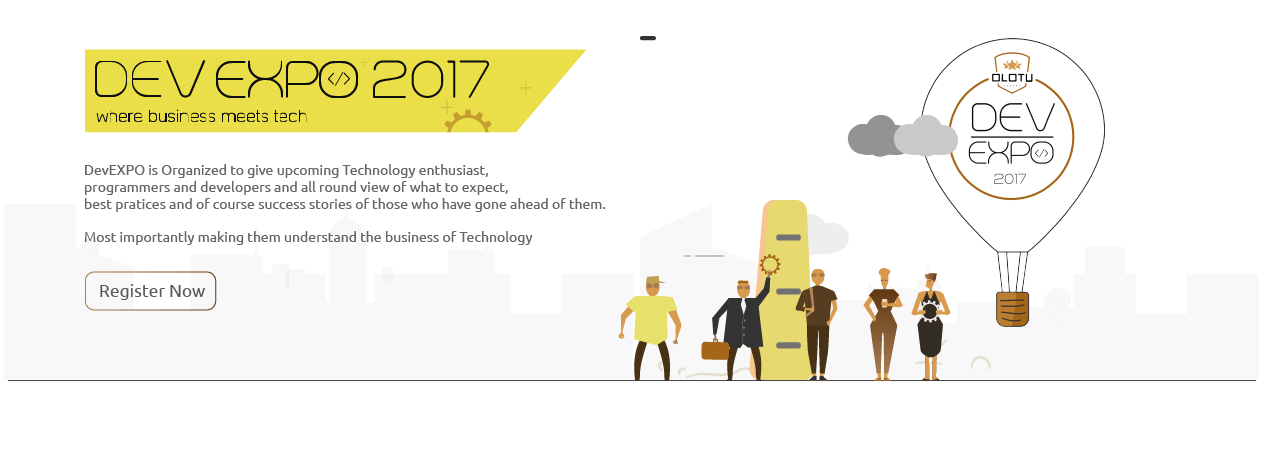 DEV EXPO 2017
where business meets tech
DevEXPO is Organized to give upcoming Technology enthusiast,
programmers and developers and all round view of what to expect,
best pratices and of course success stories of those who have gone ahead of them.
Most importantly making them understand the business of Technology
Register Now
OLOTU
DEV
EXPO
2017